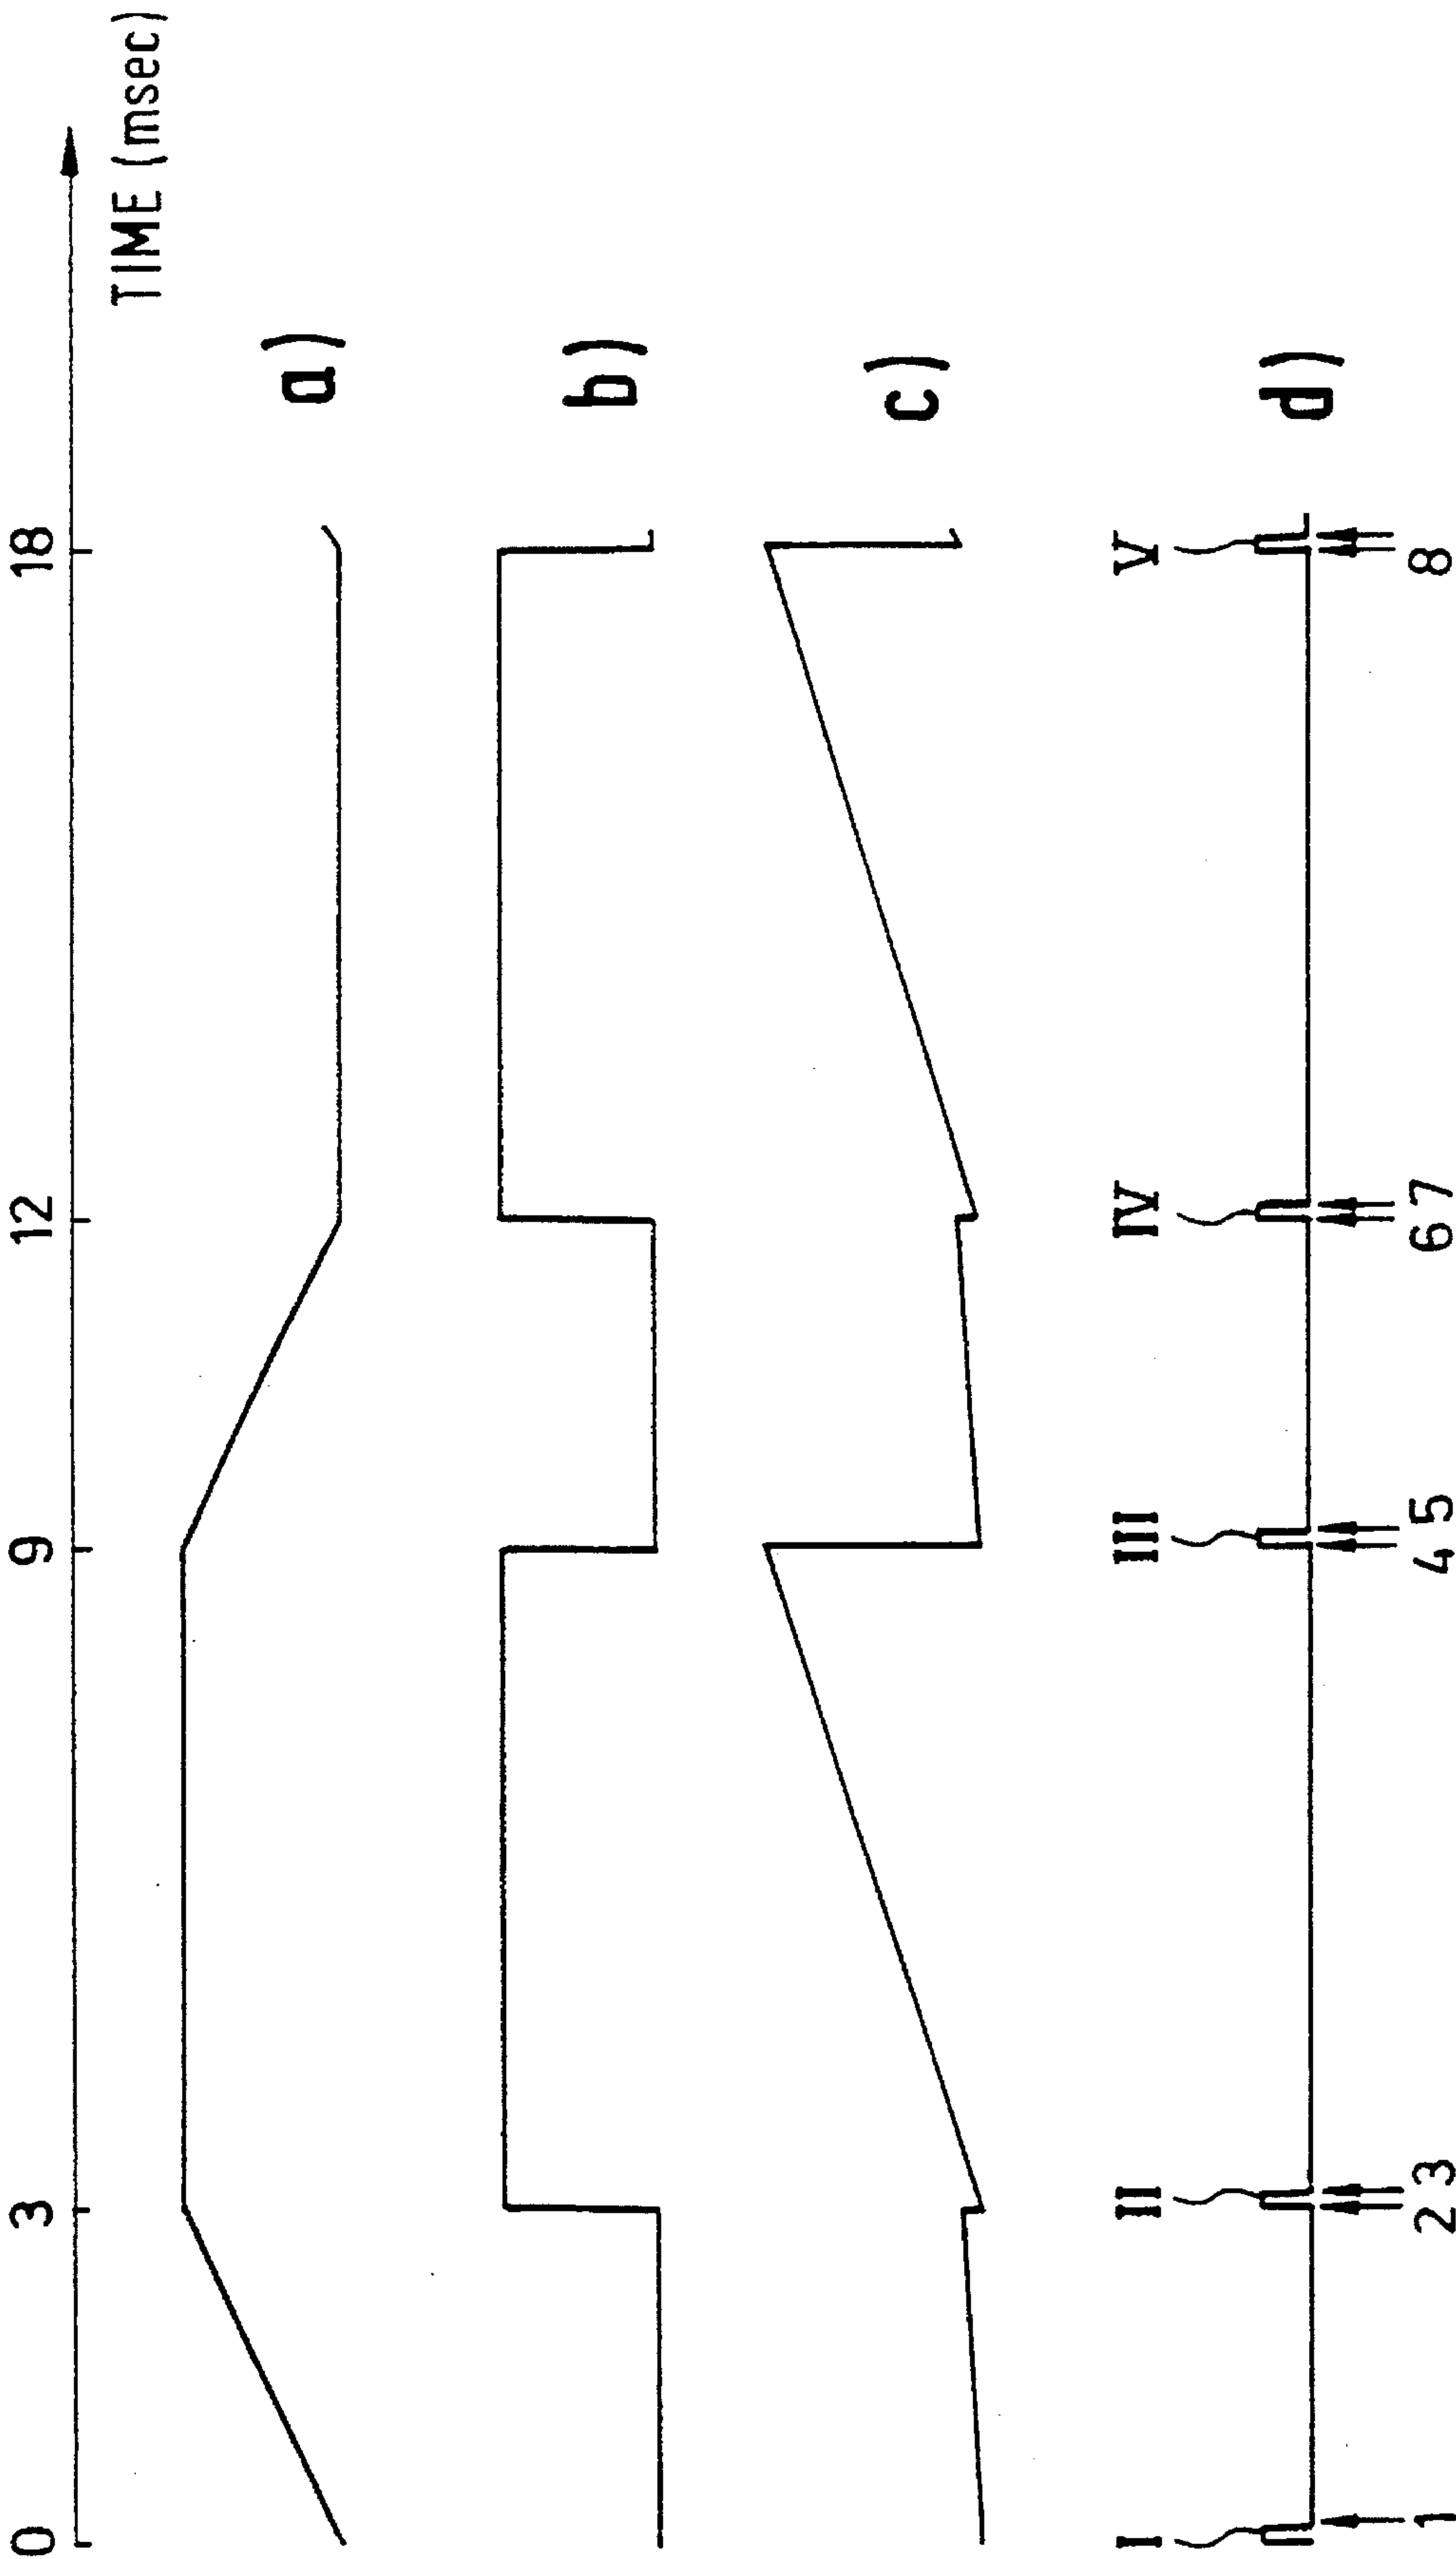 0 3 9 12 18
TIME (msec)
a)
b)
c)
I II III IV V
d)
1 2 3 4 5 6 7 8